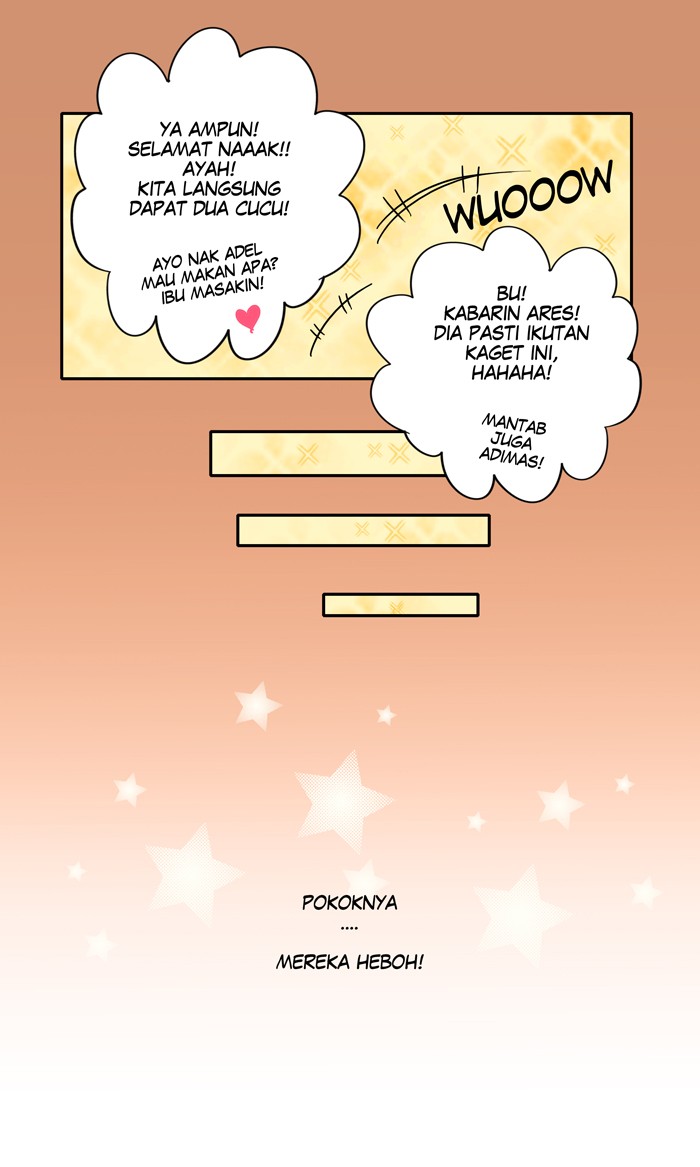 YA AMPUN!
SELAMAT NAAAK!!
AYAH!
KITA LANGSUNG
DAPAT DUA CUCU!
AYO NAK ADEL
MAU MAKAN APA?
IBU MASAKIN!
WUOOOW
BU!
KABARIN ARES!
DIA PASTI IKUTAN
KAGET INI,
HAHAHA!
MANTAB
JUGA
ADIMAS!
POKOKNYA
....
MEREKA HEBOH!